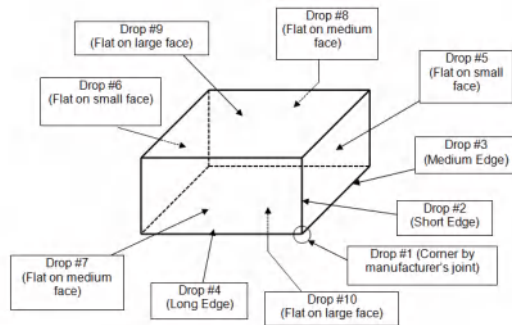 Drop #9
(Flat on large face)
Drop #8
(Flat on medium
face)
Drop #5
(Flat on small
face)
Drop #6
(Flat on small face)
Drop #3
(Medium Edge)
Drop #2
(Short Edge)
Drop #1 (Corner by
manufacturer's joint)
Drop #7
(Flat on medium
face)
Drop #4
(Long Edge)
Drop #10
(Flat on large face)